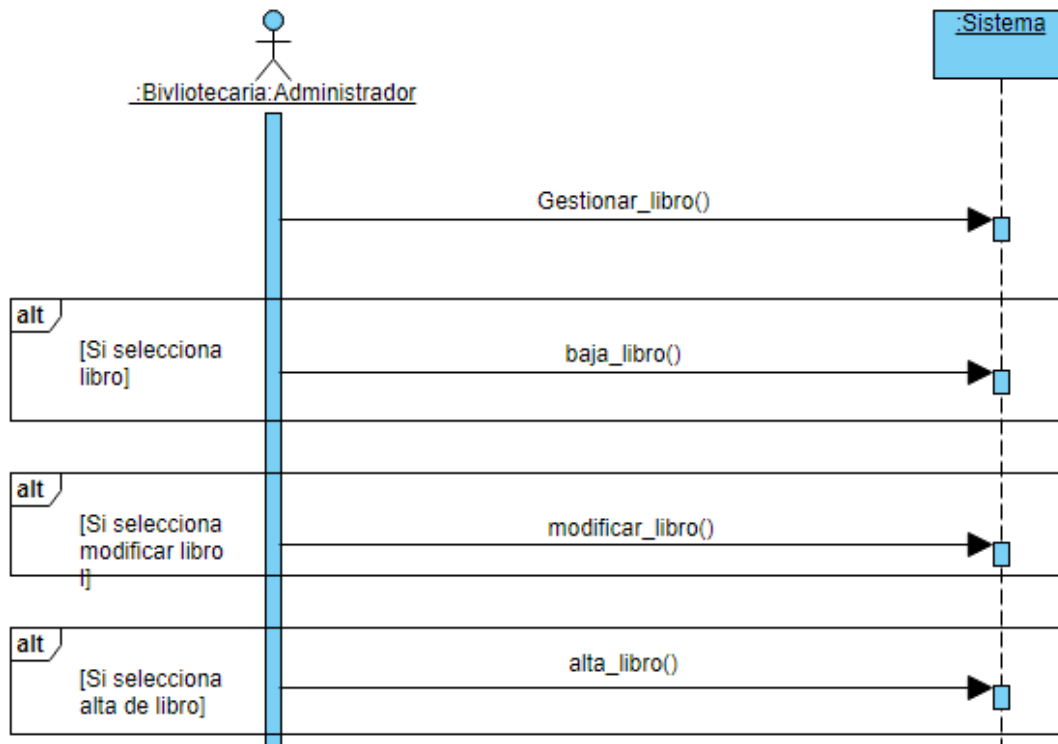 :Sistema
:Bivliotecaria:Administrador
Gestionar_libro()
alt
[Si selecciona
libro]
baja_libro()
alt
[Si selecciona
modificar libro
l]
modificar_libro()
alt
[Si selecciona
alta de libro]
alta_libro()